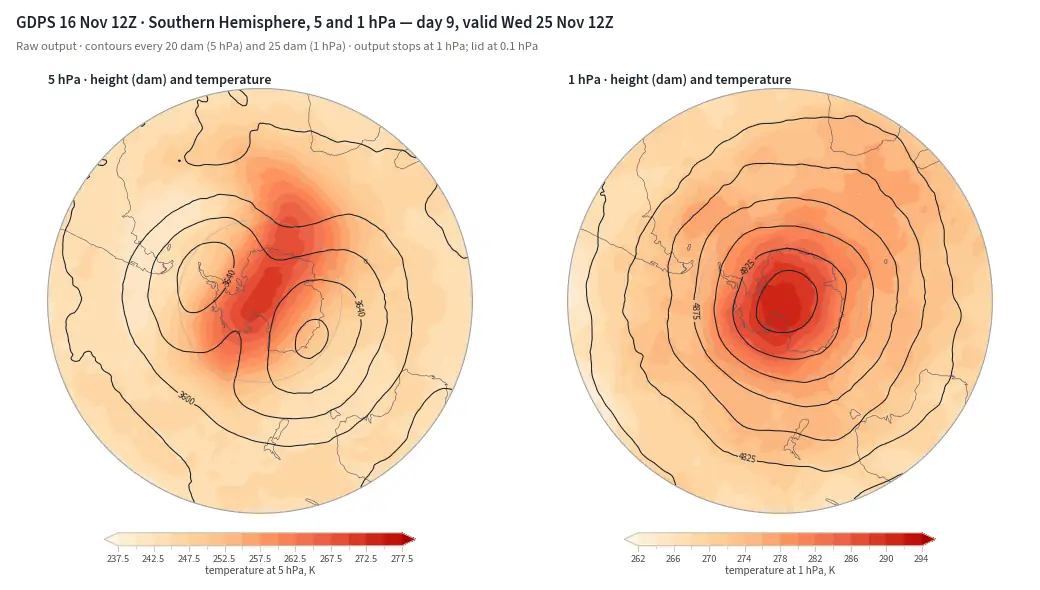 GDPS 16 Nov 12Z · Southern Hemisphere, 5 and 1 hPa — day 9, valid Wed 25 Nov 12Z
Raw output · contours every 20 dam (5 hPa) and 25 dam (1 hPa) · output stops at 1 hPa; lid at 0.1 hPa
5 hPa · height (dam) and temperature
3640
3640
3600
237.5 242.5 247.5 252.5 257.5 262.5 267.5 272.5 277.5
temperature at 5 hPa, K
1 hPa · height (dam) and temperature
4925
4875
4825
262 266 270 274 278 282 286 290 294
temperature at 1 hPa, K